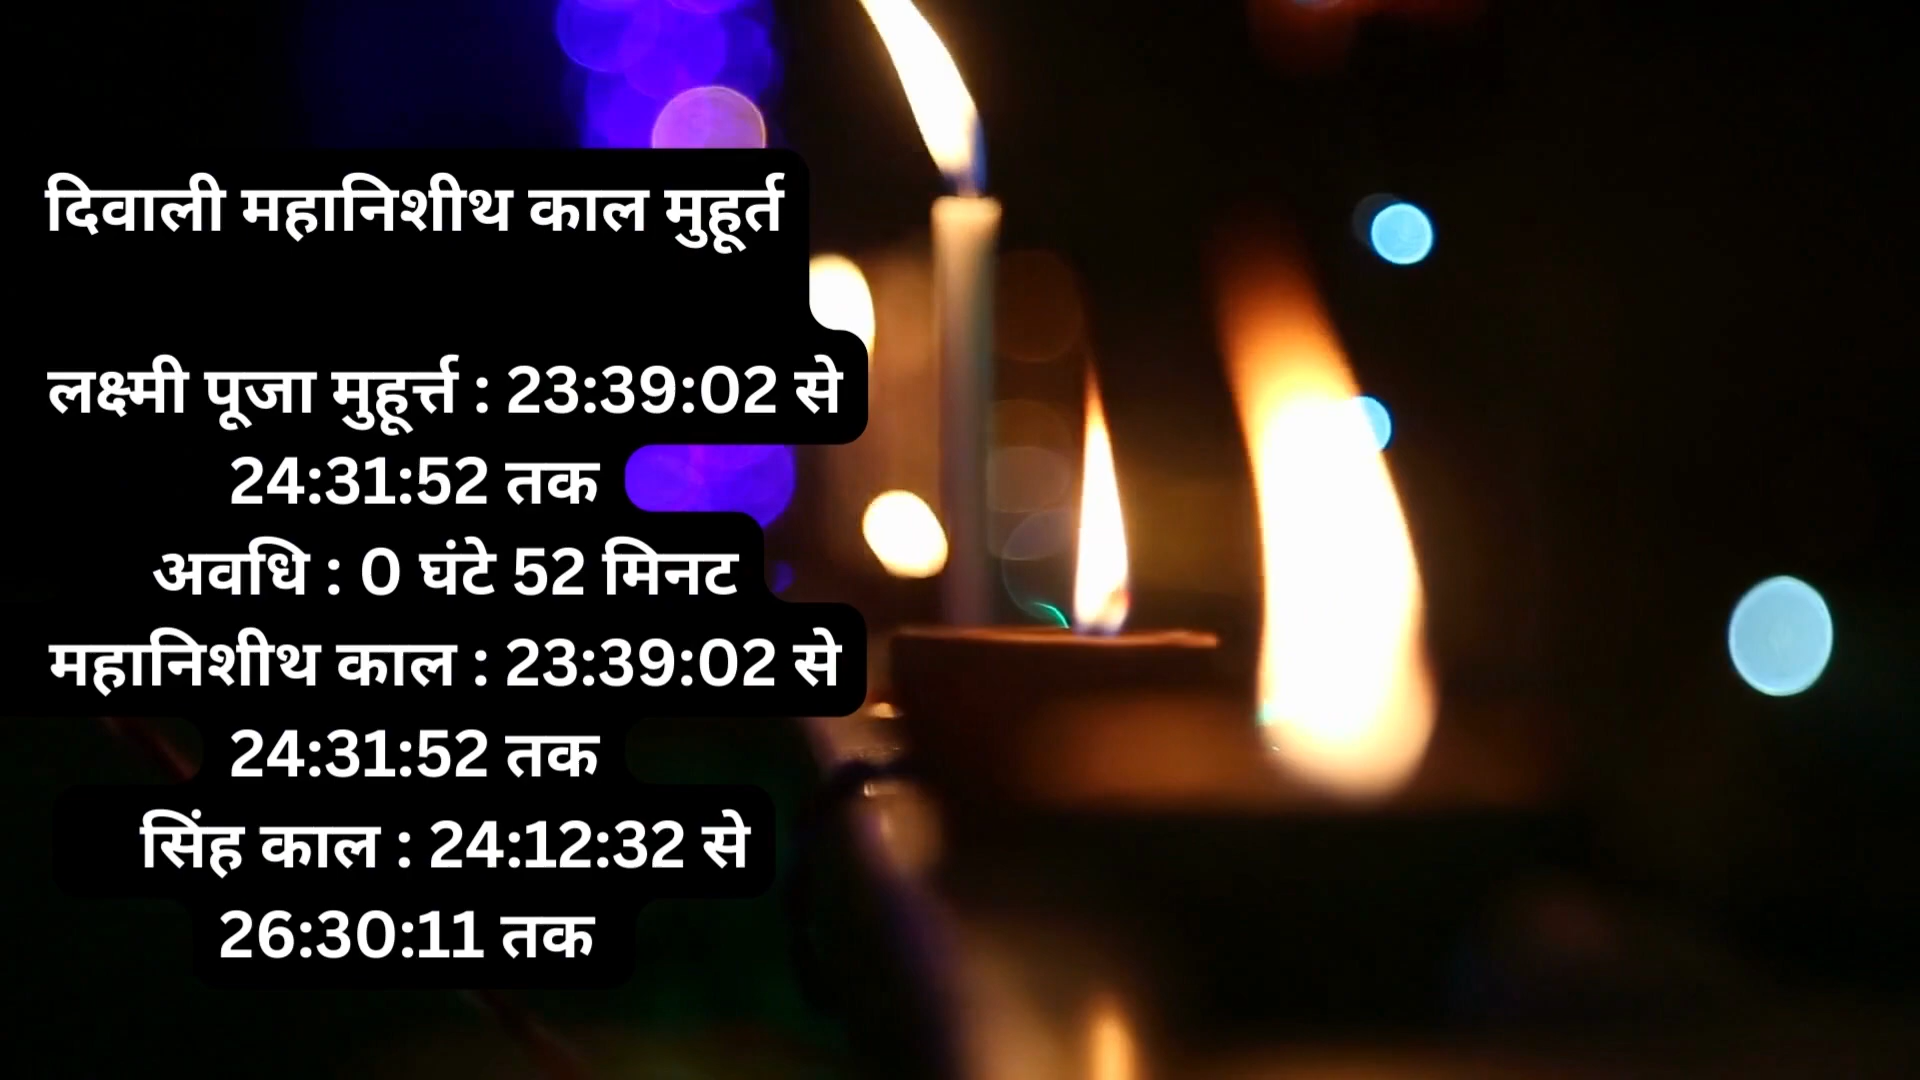 दिवाली महानिशीथ काल मुहूर्त
लक्ष्मी पूजा मुहूर्त्त : 23:39:02 से
24:31:52 तक
अवधि : 0 घंटे 52 मिनट
महानिशीथ काल : 23:39:02 से
24:31:52 तक
सिंह काल : 24:12:32 से
26:30:11 तक